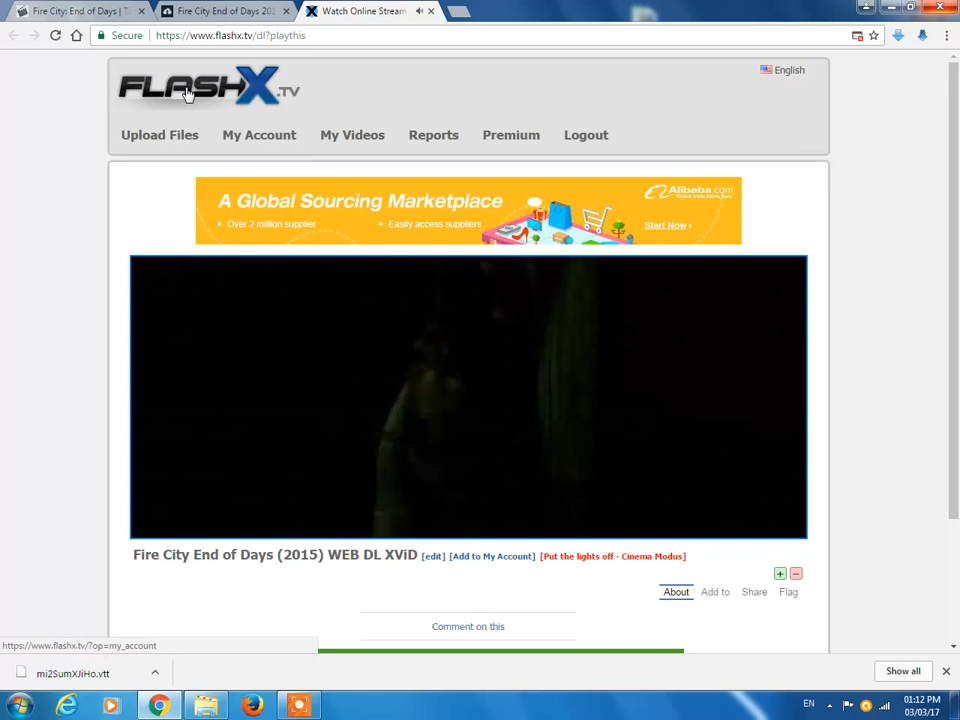 Fire City: End of Days | T
Fire City End of Days 201
Watch Online Stream
Secure
https://www.flashx.tv/dl?playthis
FLASHX.TV
English
Upload Files
My Account
My Videos
Reports
Premium
Logout
A Global Sourcing Marketplace
• Over 2 million supplier
• Easily access suppliers
Alibaba.com
Start Now ›
Fire City End of Days (2015) WEB DL XViD [edit] [Add to My Account] [Put the lights off - Cinema Modus]
About
Add to
Share
Flag
Comment on this
https://www.flashx.tv/?op=my_account
mi2SumXJiHo.vtt
Show all
EN
01:12 PM
03/03/17